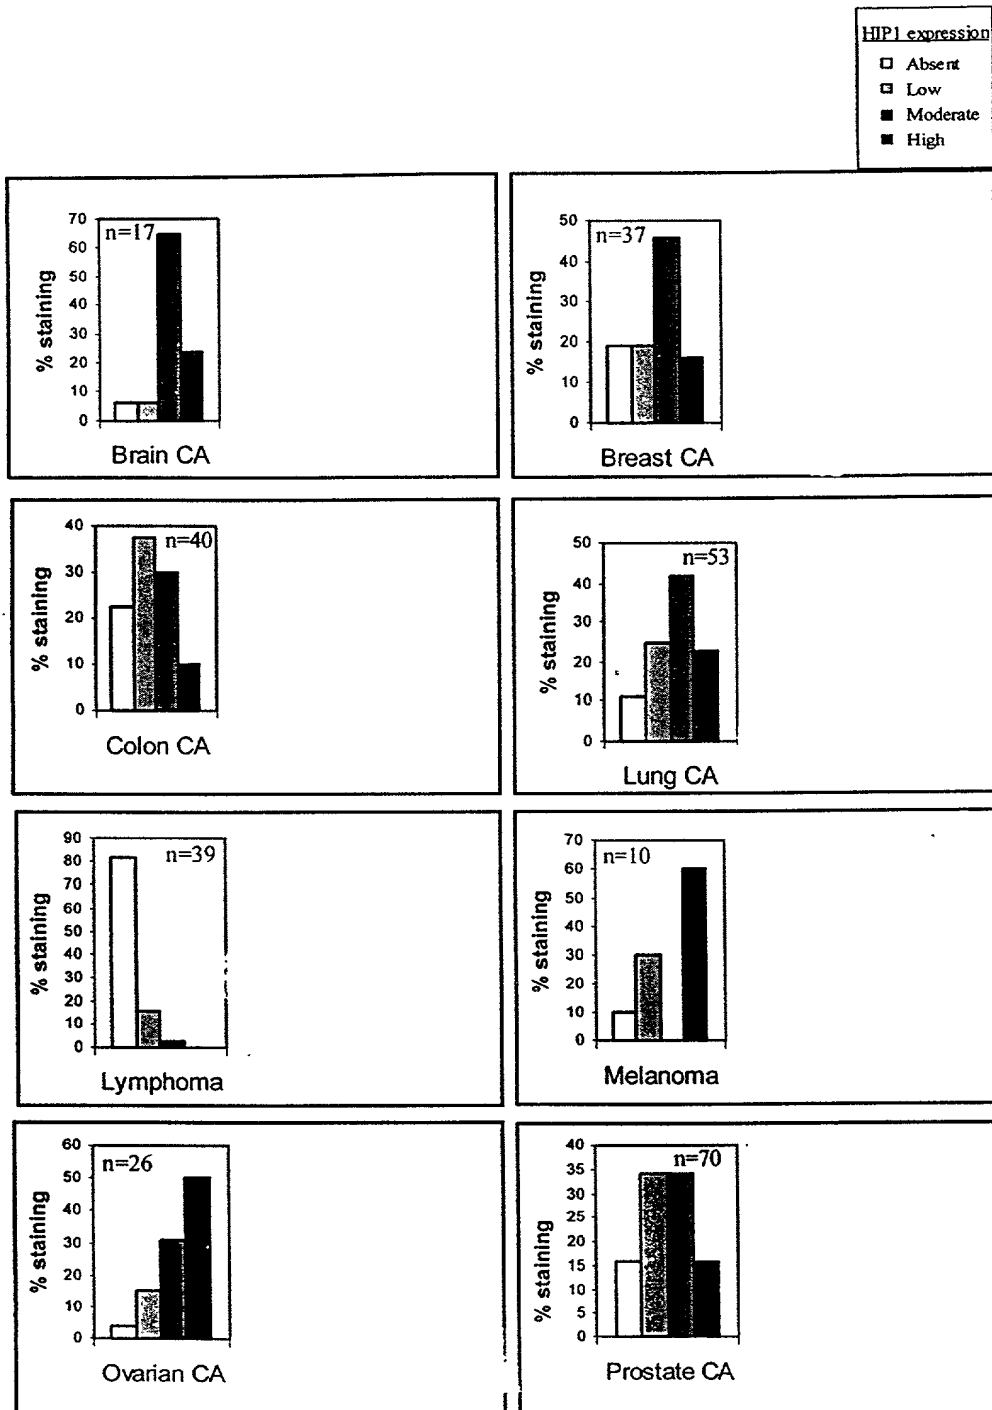 HIP1 expression
Absent
Low
Moderate
High
70
60
50
40
30
20
10
0
n=17
% staining
Brain CA
50
40
30
20
10
0
n=37
% staining
Breast CA
40
30
20
10
0
n=40
% staining
Colon CA
50
40
30
20
10
0
n=53
% staining
Lung CA
90
80
70
60
50
40
30
20
10
0
n=39
% staining
Lymphoma
70
60
50
40
30
20
10
0
n=10
% staining
Melanoma
60
50
40
30
20
10
0
n=26
% staining
Ovarian CA
40
35
30
25
20
15
10
5
0
n=70
% staining
Prostate CA